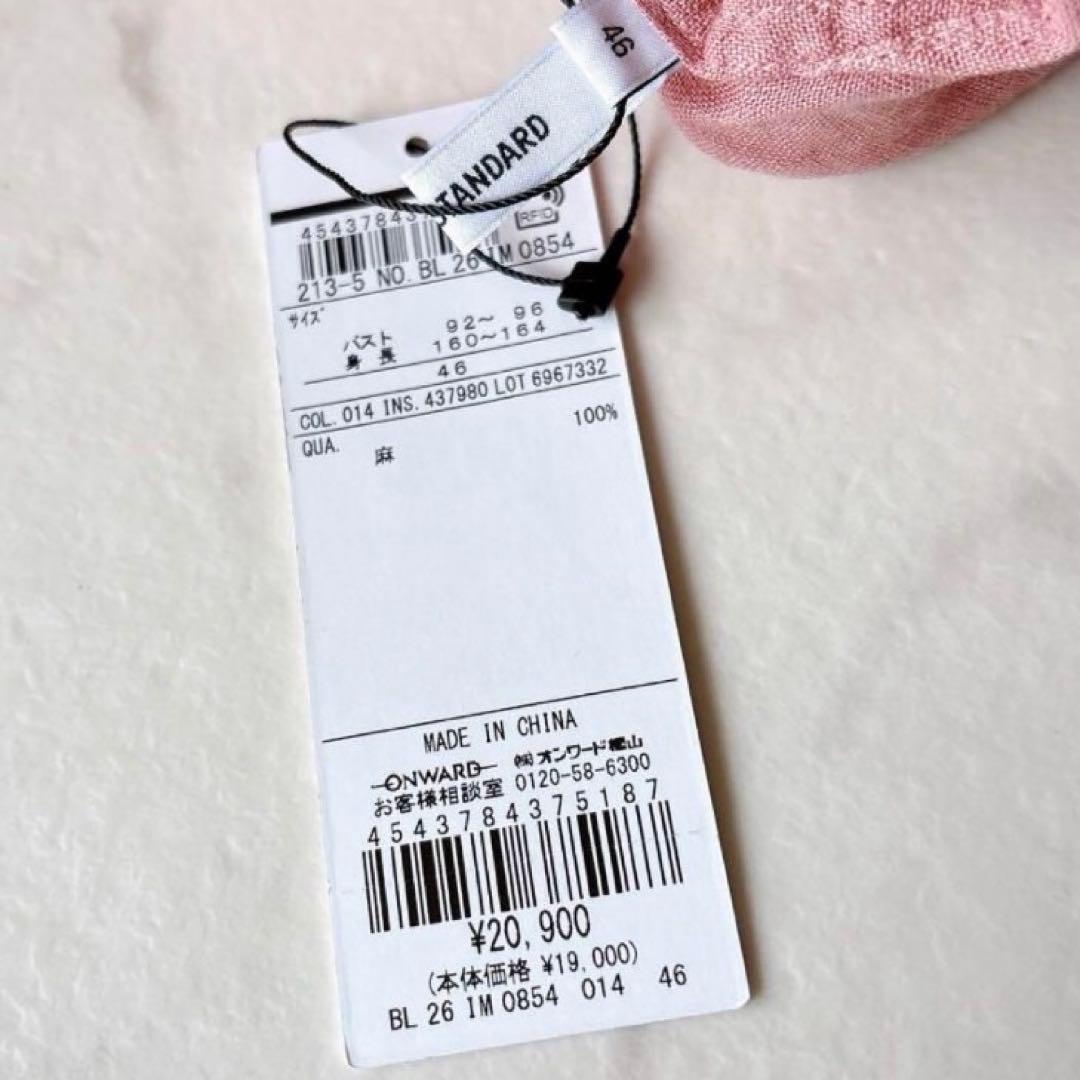 46
STANDARD
RFID
213-5 NO. BL 26 IM 0854
サイズ
バスト 92〜 96
身長 160〜164
46
COL. 014 INS. 437980 LOT 6967332
QUA. 100%
麻
MADE IN CHINA
ONWARD ㈱オンワード樫山
お客様相談室 0120-58-6300
4543784375187
¥20,900
(本体価格 ¥19,000)
BL 26 IM 0854 014 46